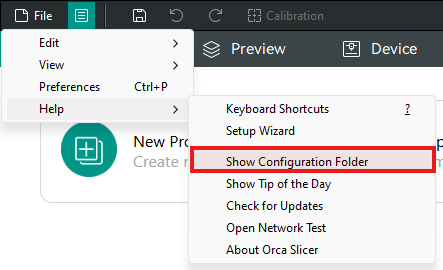 File
Calibration
Preview
Device
Edit
View
Preferences Ctrl+P
Help
Keyboard Shortcuts ?
Setup Wizard
Show Configuration Folder
Show Tip of the Day
Check for Updates
Open Network Test
About Orca Slicer
New Pro
Create n